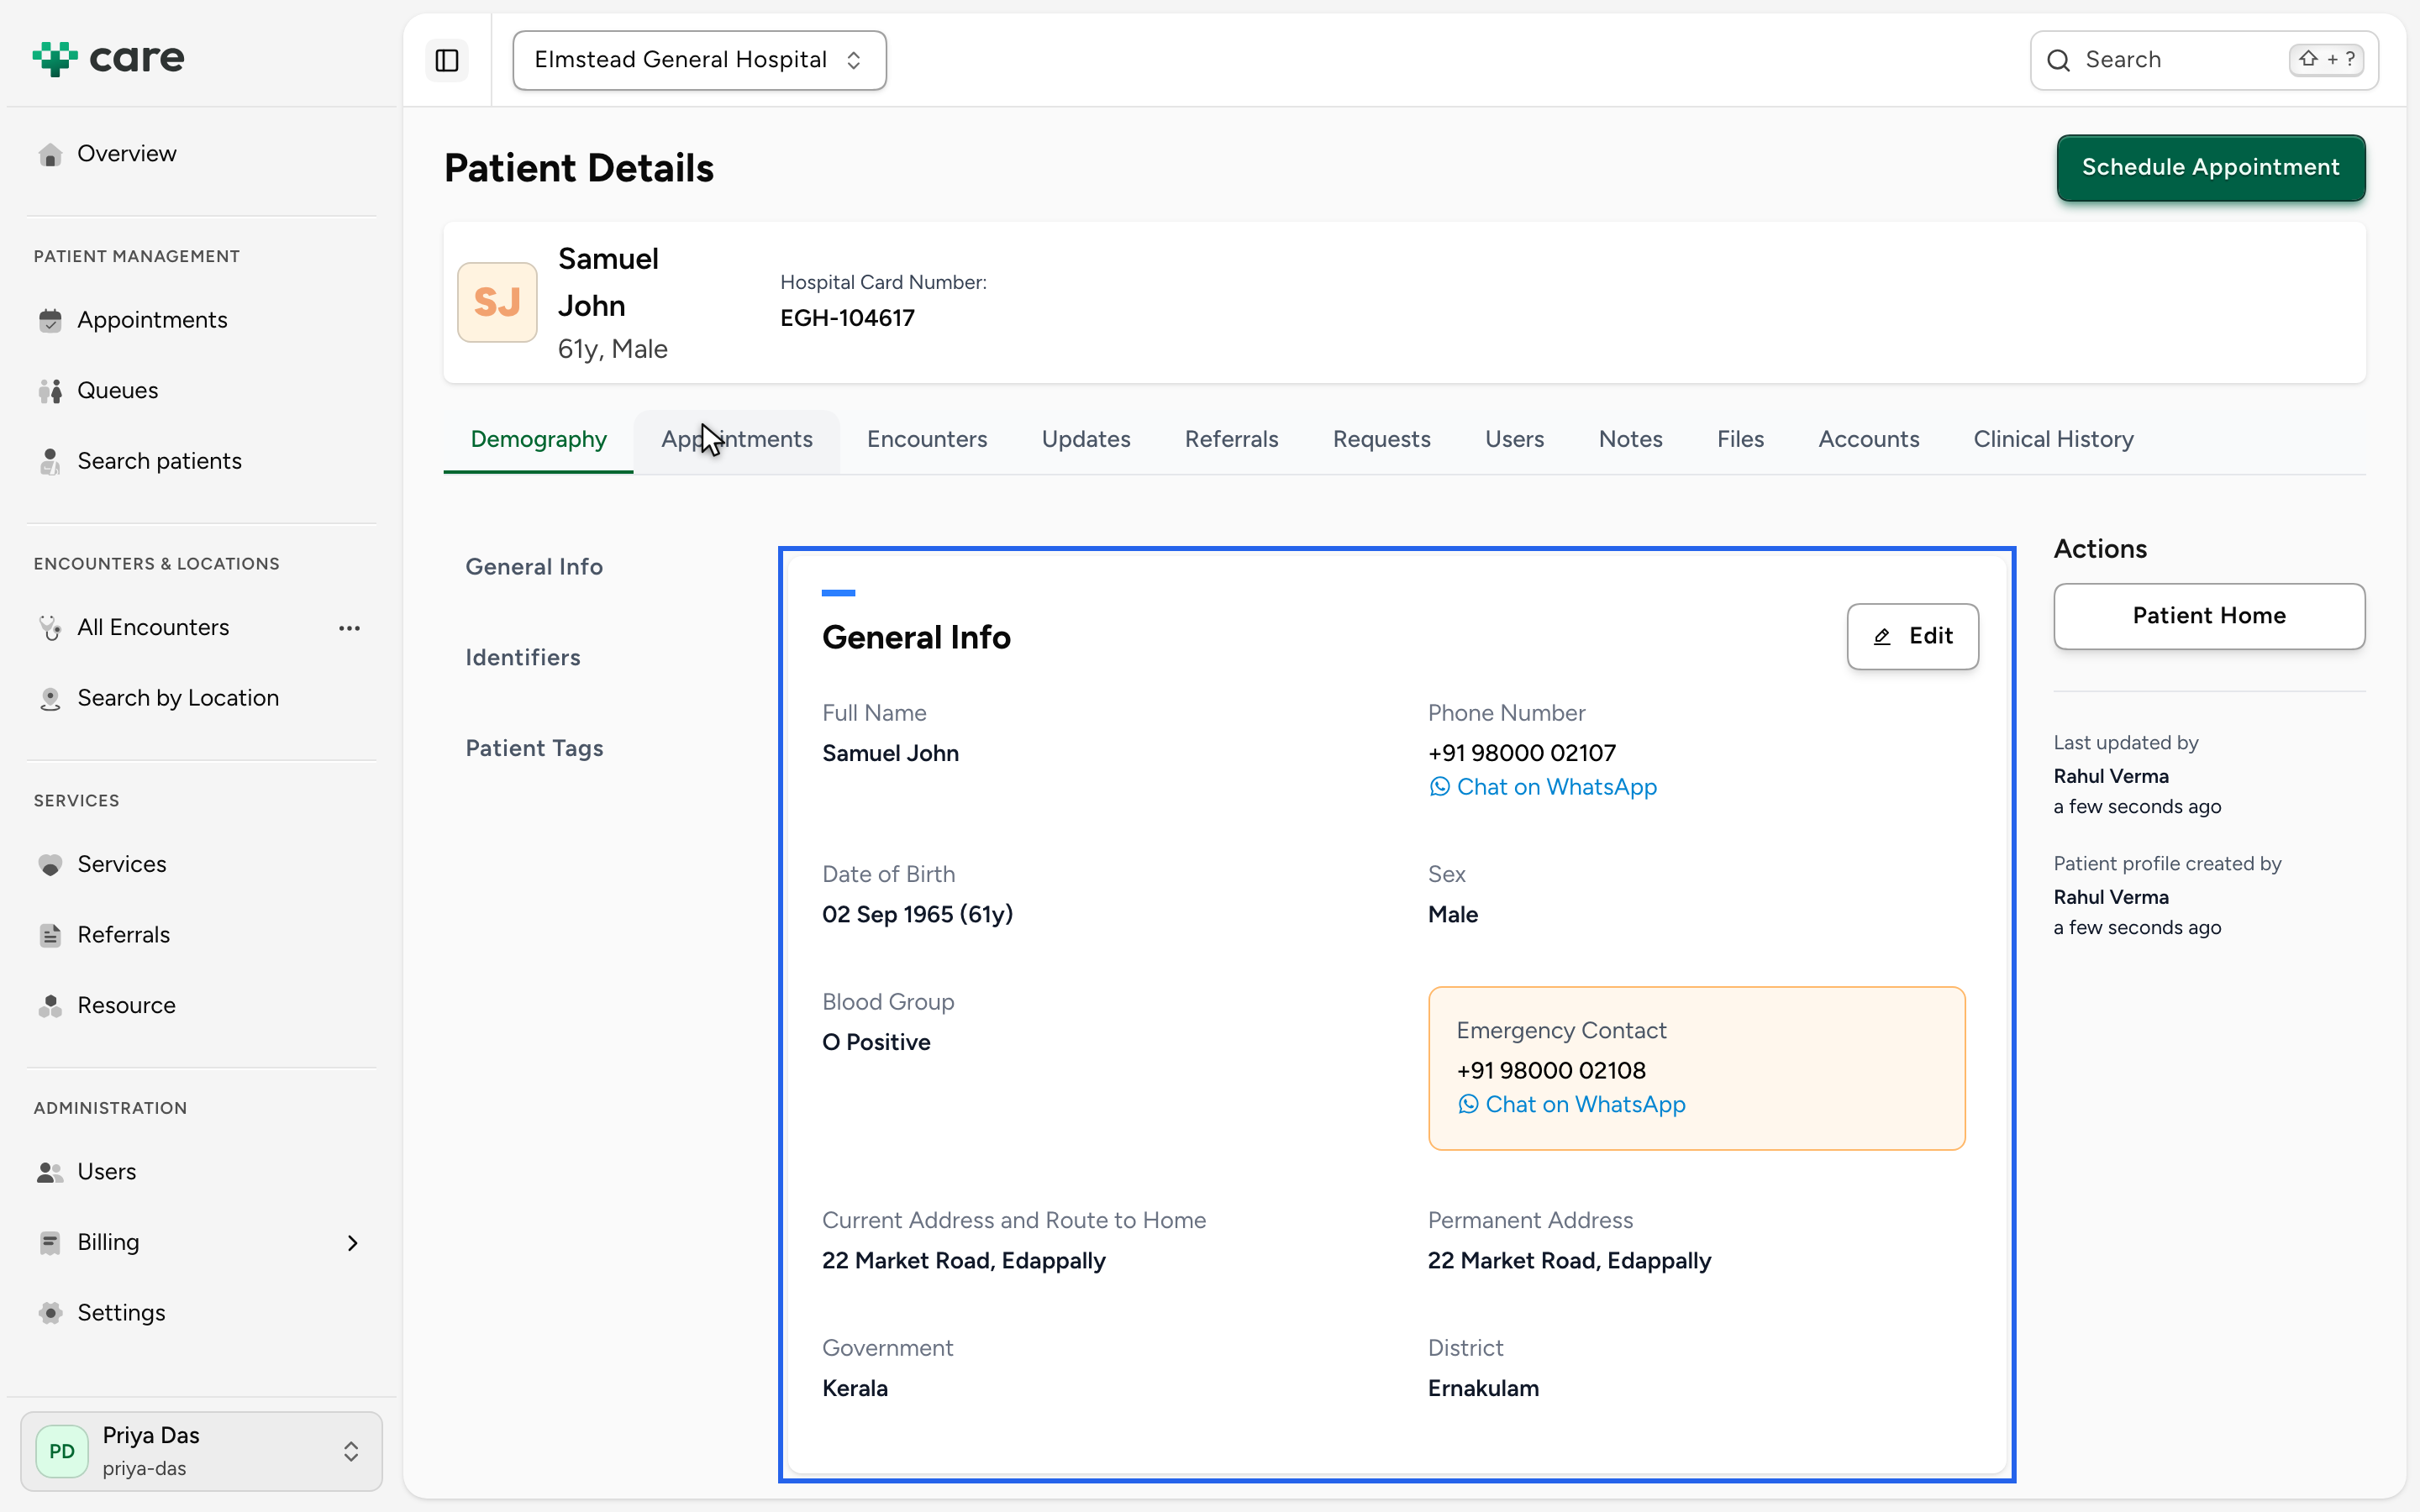 care
Overview
PATIENT MANAGEMENT
Appointments
Queues
Search patients
ENCOUNTERS & LOCATIONS
All Encounters
Search by Location
SERVICES
Services
Referrals
Resource
ADMINISTRATION
Users
Billing
Settings
PD
Priya Das
priya-das
Elmstead General Hospital
Search
+ ?
Patient Details
Schedule Appointment
SJ
Samuel
John
61y, Male
Hospital Card Number:
EGH-104617
Demography Appointments Encounters Updates Referrals Requests Users Notes Files Accounts Clinical History
General Info
Identifiers
Patient Tags
General Info
Edit
Full Name
Samuel John
Phone Number
+91 98000 02107
Chat on WhatsApp
Date of Birth
02 Sep 1965 (61y)
Sex
Male
Blood Group
O Positive
Emergency Contact
+91 98000 02108
Chat on WhatsApp
Current Address and Route to Home
22 Market Road, Edappally
Permanent Address
22 Market Road, Edappally
Government
Kerala
District
Ernakulam
Actions
Patient Home
Last updated by
Rahul Verma
a few seconds ago
Patient profile created by
Rahul Verma
a few seconds ago